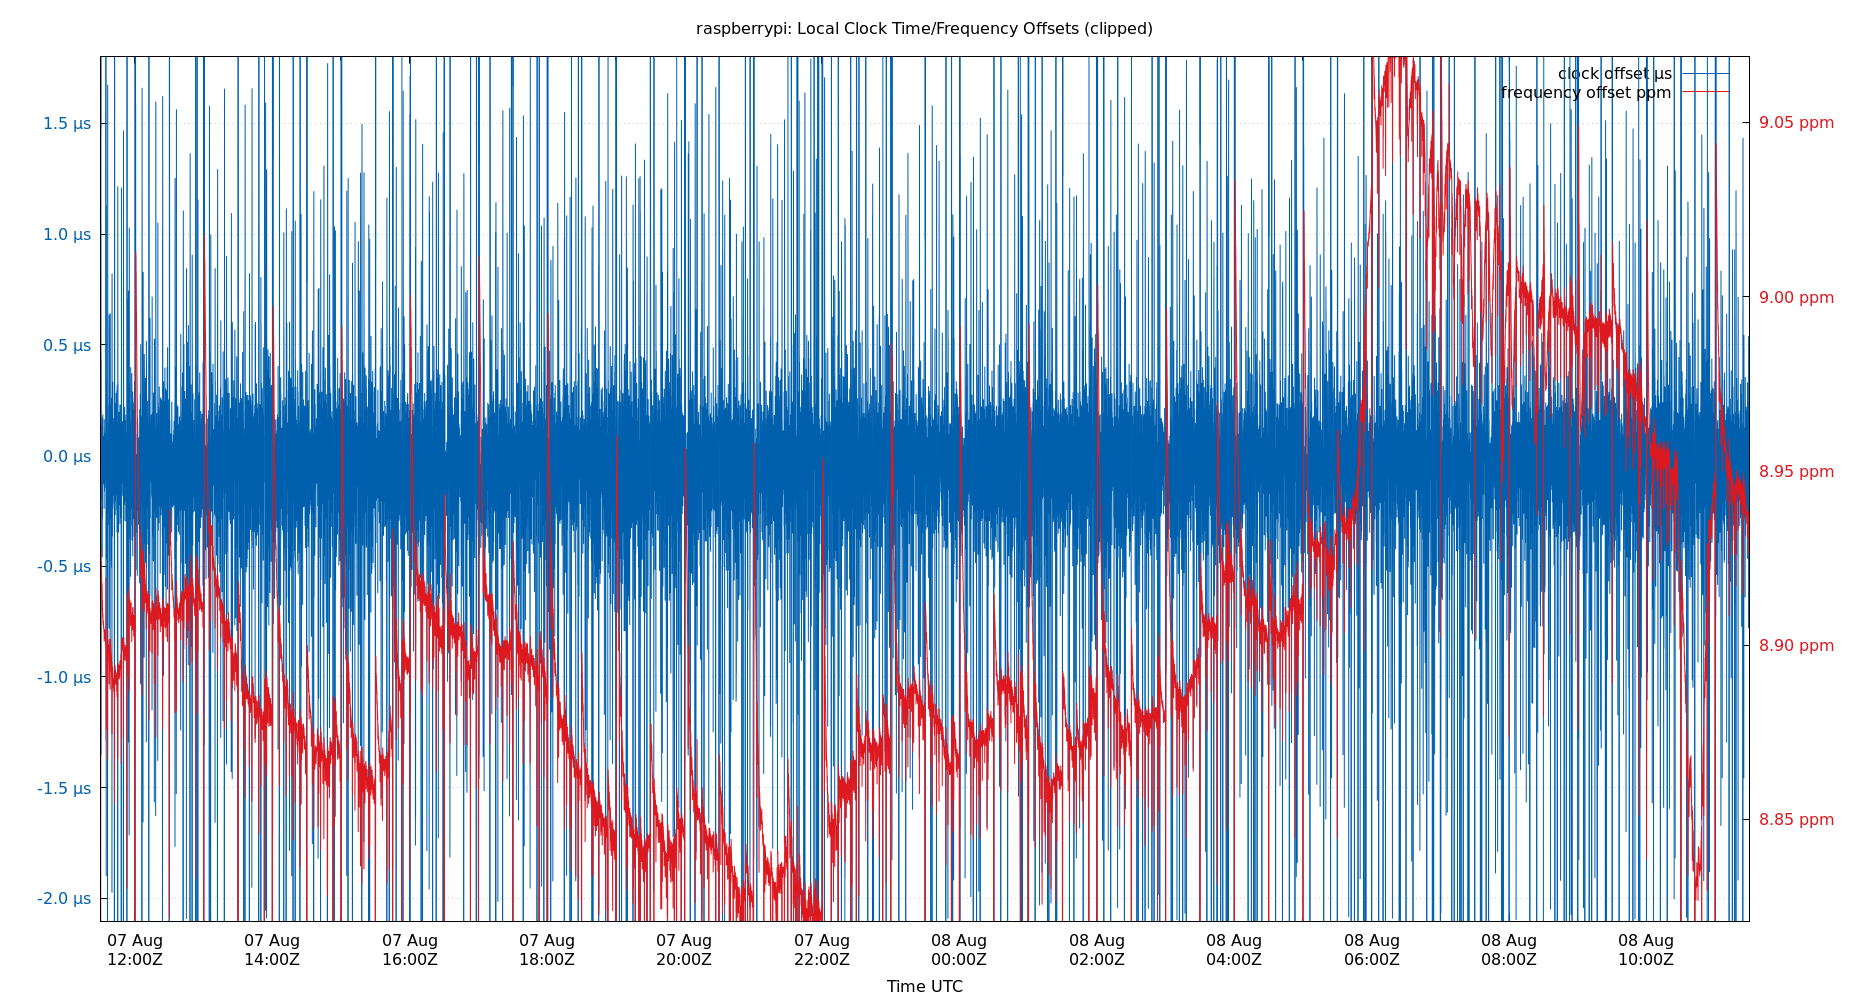 raspberrypi: Local Clock Time/Frequency Offsets (clipped)
clock offset µs
frequency offset ppm
1.5 µs
1.0 µs
0.5 µs
0.0 µs
-0.5 µs
-1.0 µs
-1.5 µs
-2.0 µs
9.05 ppm
9.00 ppm
8.95 ppm
8.90 ppm
8.85 ppm
07 Aug 07 Aug 07 Aug 07 Aug 07 Aug 07 Aug 08 Aug 08 Aug 08 Aug 08 Aug 08 Aug 08 Aug
12:00Z 14:00Z 16:00Z 18:00Z 20:00Z 22:00Z 00:00Z 02:00Z 04:00Z 06:00Z 08:00Z 10:00Z
Time UTC